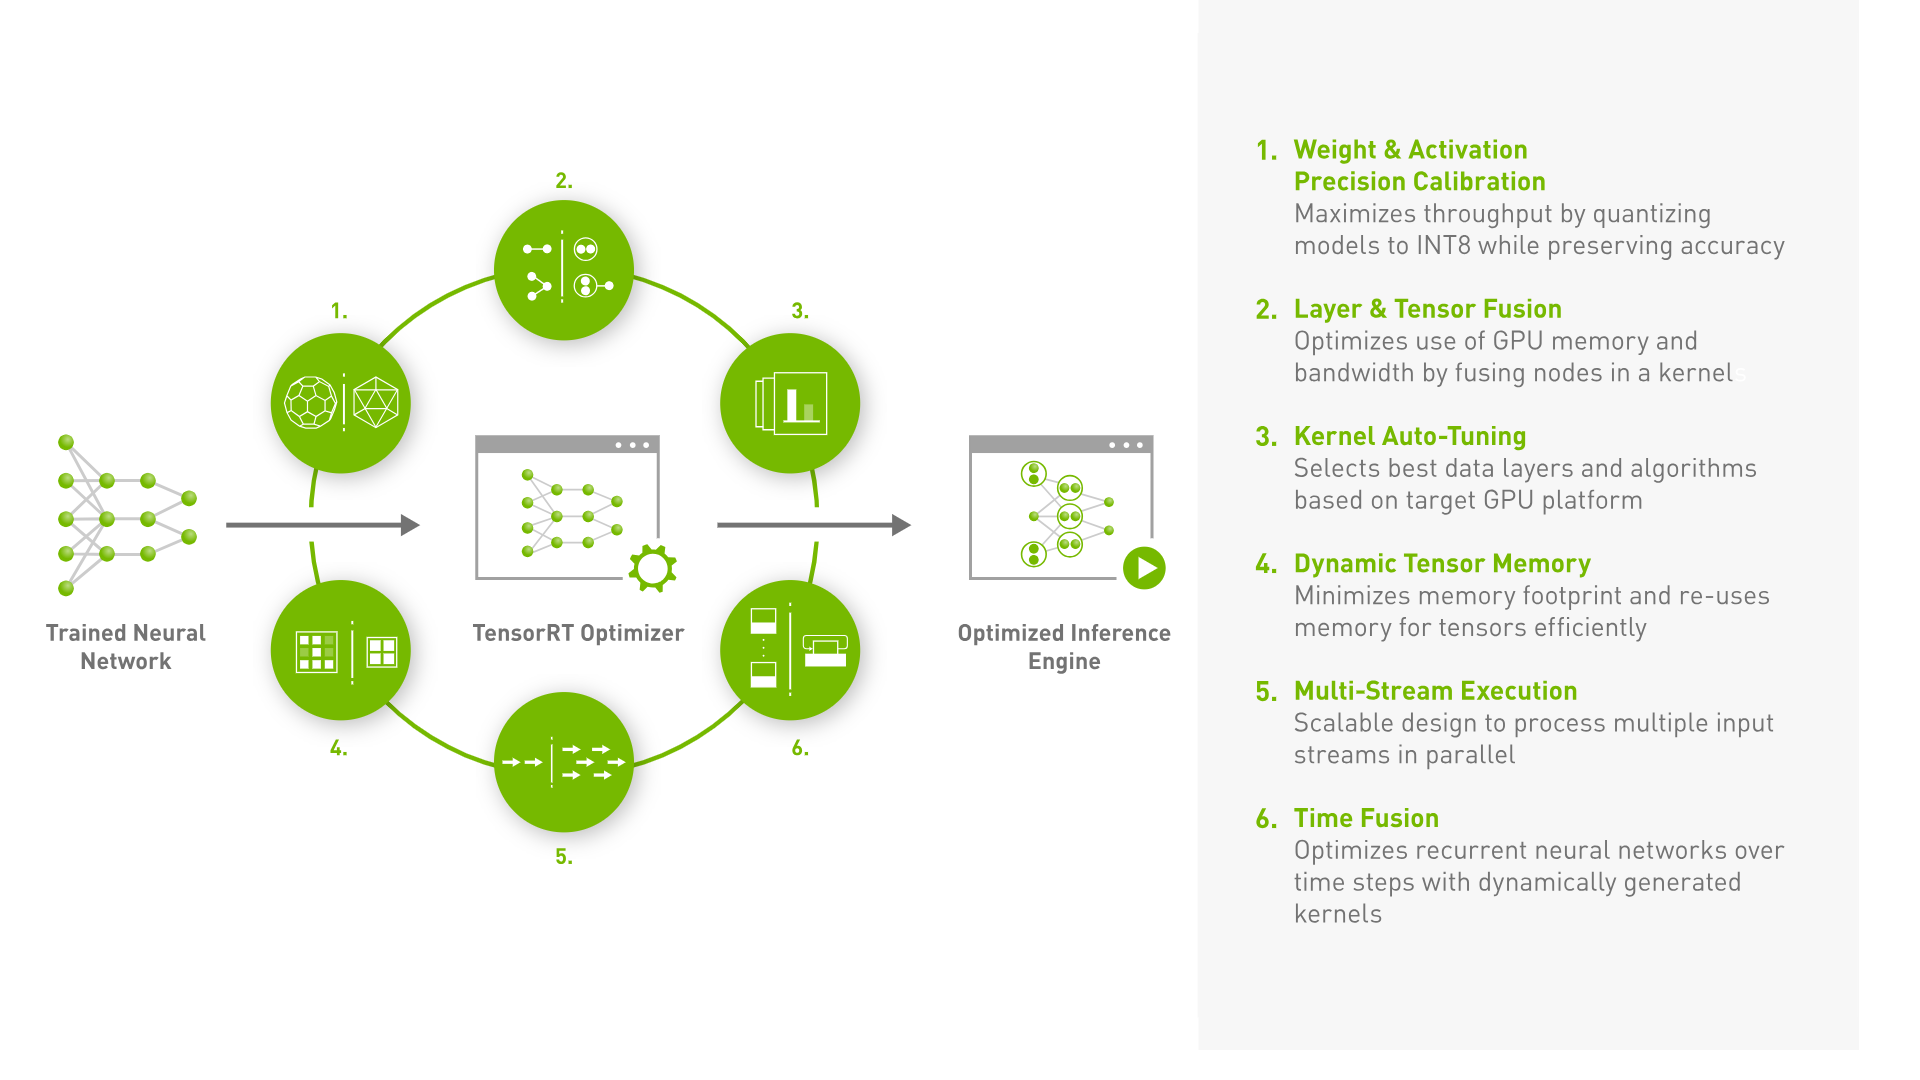 2.
1.
3.
Trained Neural
Network
TensorRT Optimizer
Optimized Inference
Engine
4.
6.
5.
1. Weight & Activation
Precision Calibration
Maximizes throughput by quantizing
models to INT8 while preserving accuracy
2. Layer & Tensor Fusion
Optimizes use of GPU memory and
bandwidth by fusing nodes in a kernels
3. Kernel Auto-Tuning
Selects best data layers and algorithms
based on target GPU platform
4. Dynamic Tensor Memory
Minimizes memory footprint and re-uses
memory for tensors efficiently
5. Multi-Stream Execution
Scalable design to process multiple input
streams in parallel
6. Time Fusion
Optimizes recurrent neural networks over
time steps with dynamically generated
kernels